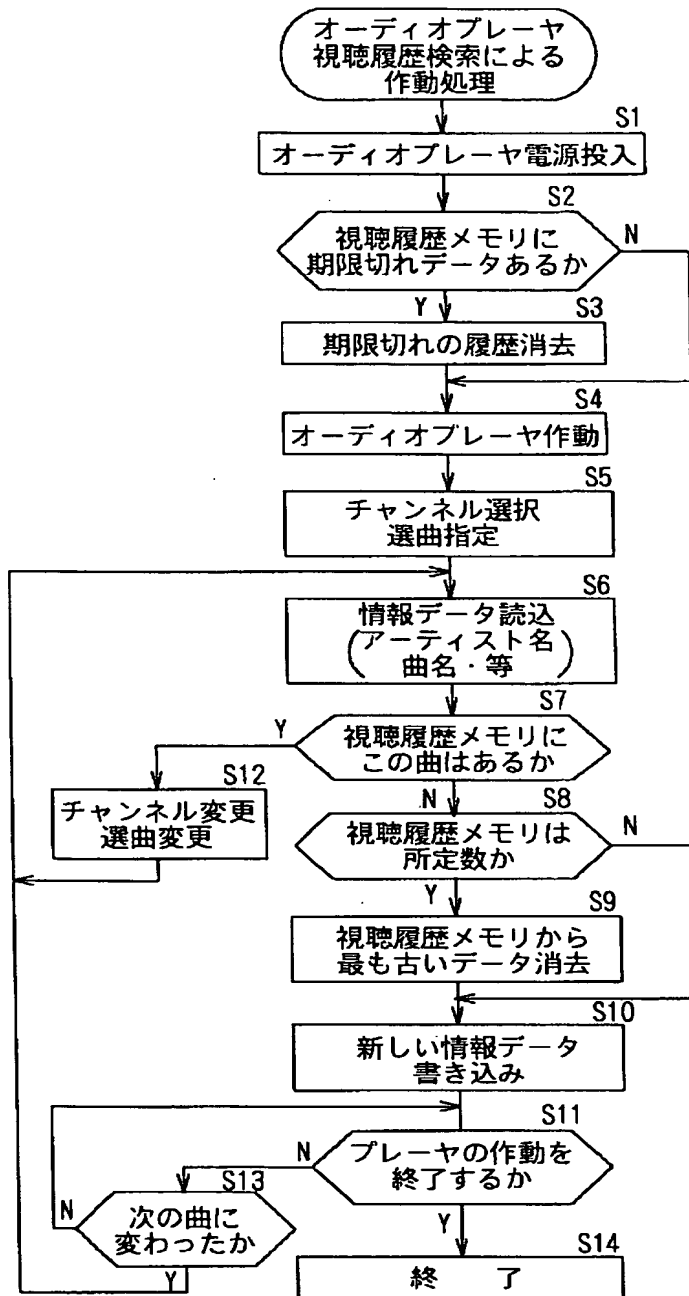 オーディオプレーヤ
視聴履歴検索による
作動処理
S1
オーディオプレーヤ電源投入
S2
視聴履歴メモリに
期限切れデータあるか
N
Y
S3
期限切れの履歴消去
S4
オーディオプレーヤ作動
S5
チャンネル選択
選曲指定
S6
情報データ読込
(アーティスト名
曲名・等)
S7
視聴履歴メモリに
この曲はあるか
Y
S12
チャンネル変更
選曲変更
N
S8
視聴履歴メモリは
所定数か
N
Y
S9
視聴履歴メモリから
最も古いデータ消去
S10
新しい情報データ
書き込み
S11
プレーヤの作動を
終了するか
N
S13
次の曲に
変わったか
N
Y
Y
S14
終 了